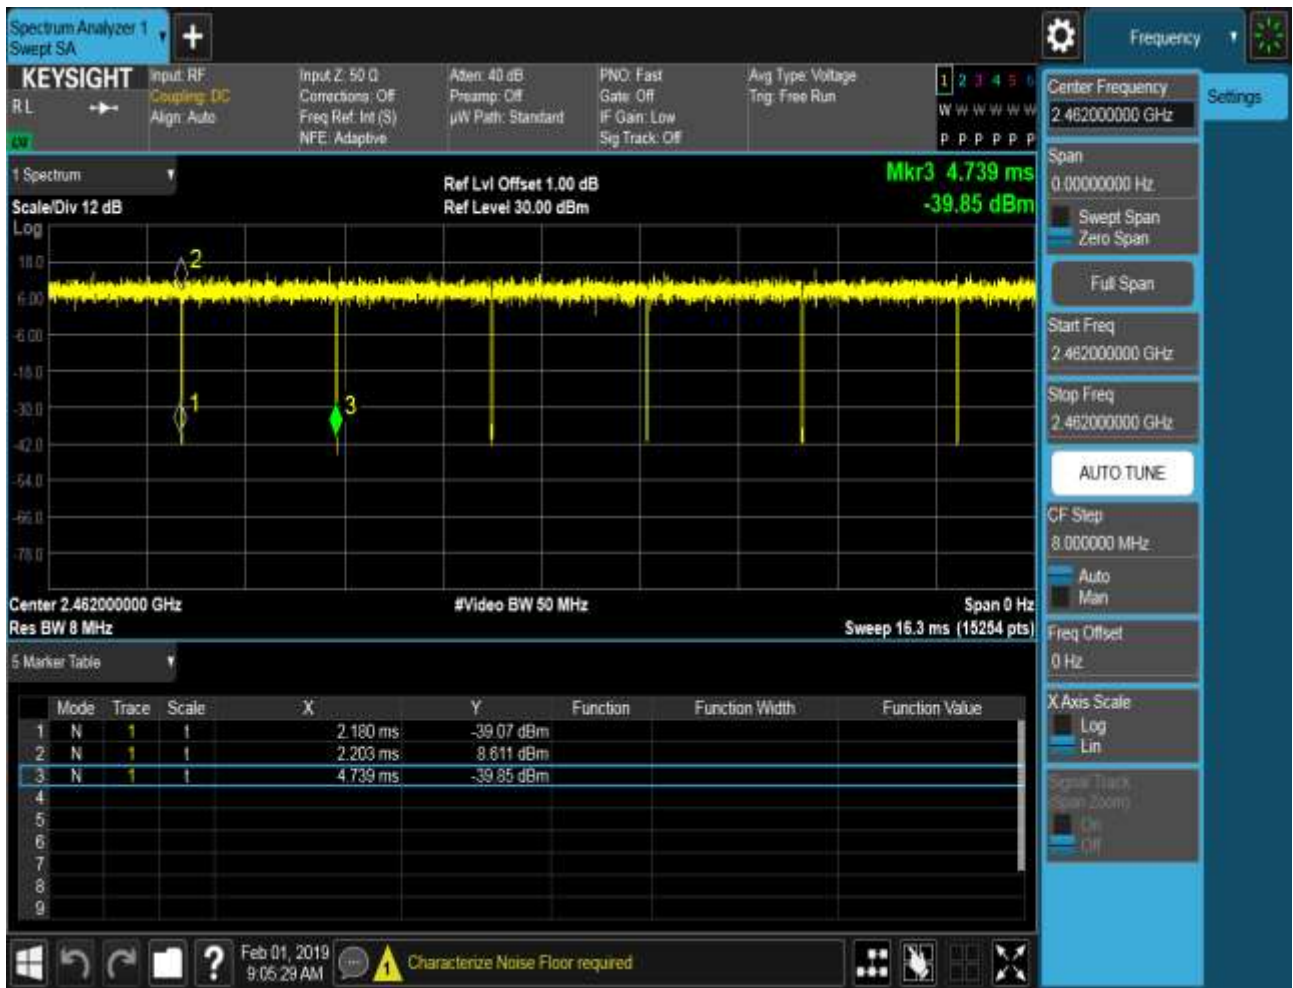 Spectrum Analyzer 1
Swept SA
+
Frequency
KEYSIGHT
R L
Input: RF
Coupling: DC
Align: Auto
Input Z: 50 Ω
Corrections: Off
Freq Ref: Int (S)
NFE: Adaptive
Atten: 40 dB
Preamp: Off
µW Path: Standard
PNO: Fast
Gate: Off
IF Gain: Low
Sig Track: Off
Avg Type: Voltage
Trig: Free Run
1 2 3 4 5 6
W W W W W W
P P P P P P
1 Spectrum
Scale/Div 12 dB
Ref Lvl Offset 1.00 dB
Ref Level 30.00 dBm
Mkr3 4.739 ms
-39.85 dBm
Log
18.0
6.00
-6.00
-18.0
-30.0
-42.0
-54.0
-66.0
-78.0
2
1
3
Center 2.462000000 GHz
#Video BW 50 MHz
Span 0 Hz
Res BW 8 MHz
Sweep 16.3 ms (15254 pts)
5 Marker Table
Mode Trace Scale X Y Function Function Width Function Value
1 N 1 t 2.180 ms -39.07 dBm
2 N 1 t 2.203 ms 8.611 dBm
3 N 1 t 4.739 ms -39.85 dBm
4
5
6
7
8
9
Center Frequency
2.462000000 GHz
Settings
Span
0.00000000 Hz
Swept Span
Zero Span
Full Span
Start Freq
2.462000000 GHz
Stop Freq
2.462000000 GHz
AUTO TUNE
CF Step
8.000000 MHz
Auto
Man
Freq Offset
0 Hz
X Axis Scale
Log
Lin
Signal Track
(Span Zoom)
On
Off
?
Feb 01, 2019
9:05:29 AM
1
Characterize Noise Floor required